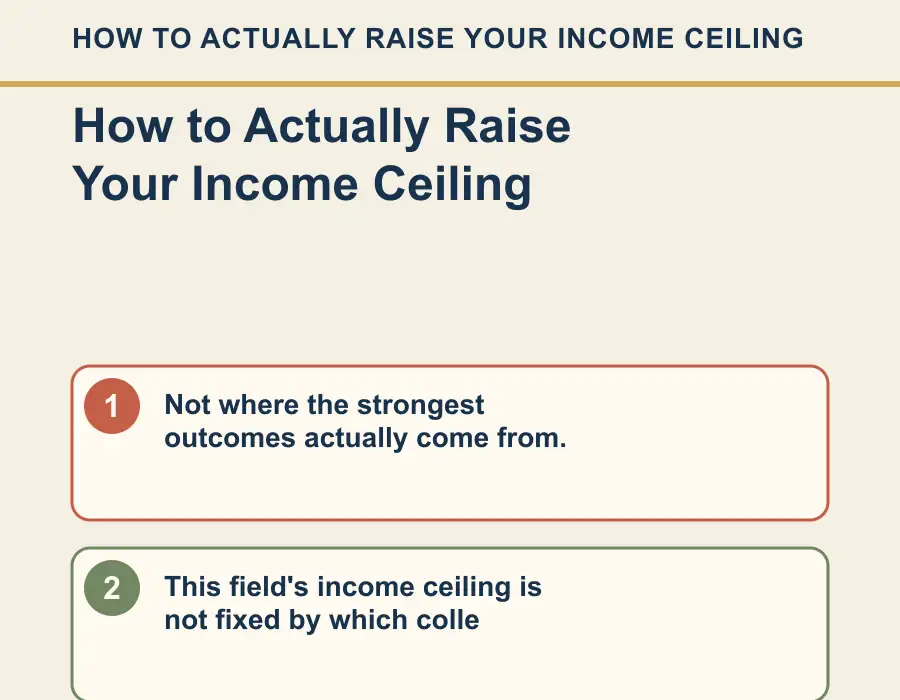 HOW TO ACTUALLY RAISE YOUR INCOME CEILING
How to Actually Raise
Your Income Ceiling
1
Not where the strongest
outcomes actually come from.
2
This field's income ceiling is
not fixed by which colle